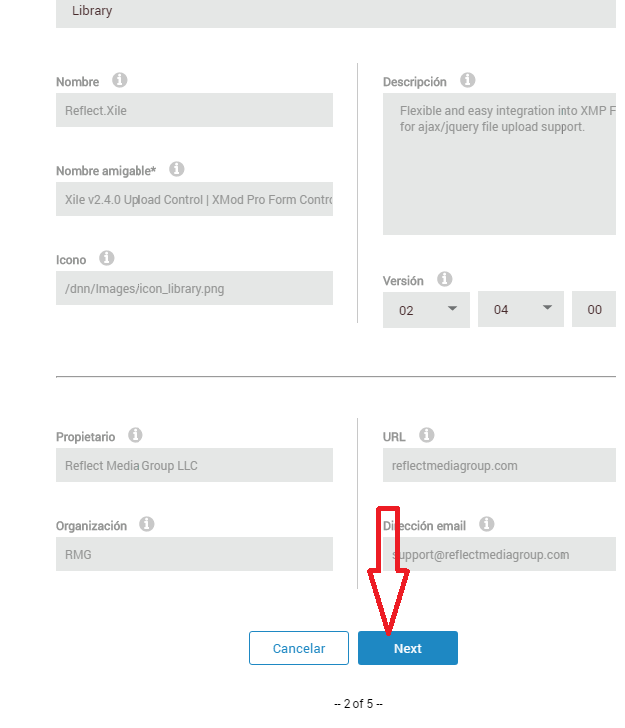 Library
Nombre
Reflect.Xile
Nombre amigable*
Xile v2.4.0 Upload Control | XMod Pro Form Contro
Icono
/dnn/Images/icon_library.png
Descripción
Flexible and easy integration into XMP F
for ajax/jquery file upload support.
Versión
02 04 00
Propietario
Reflect Media Group LLC
Organización
RMG
URL
reflectmediagroup.com
Dirección email
support@reflectmediagroup.com
Cancelar Next
-- 2 of 5 --